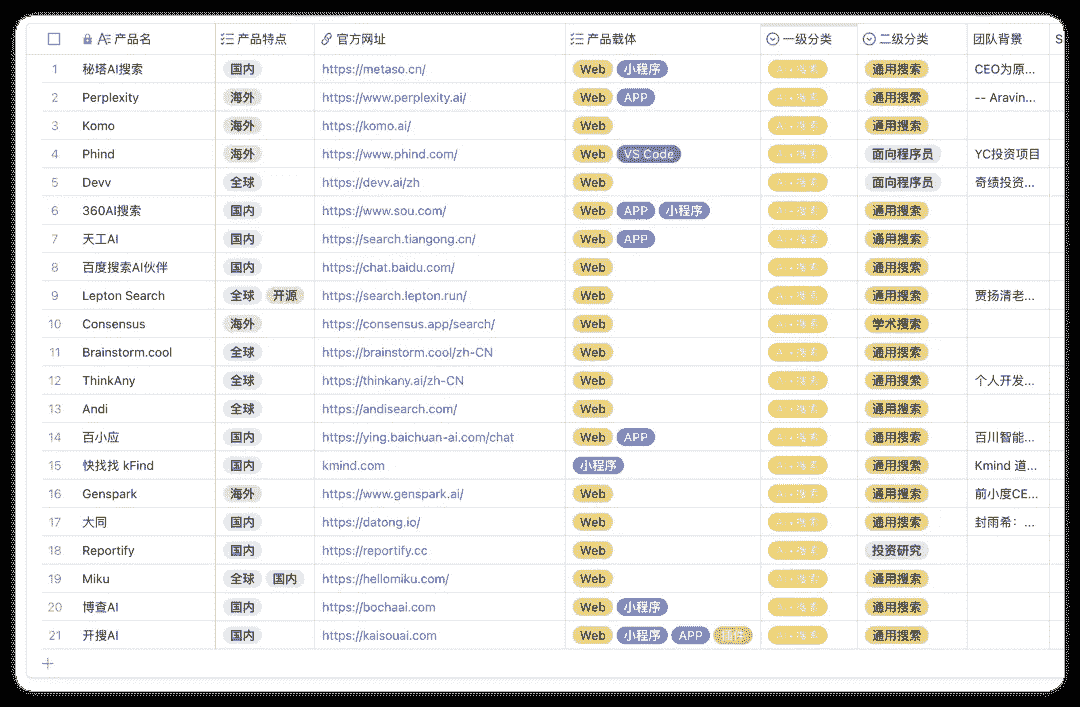 产品名 产品特点 官方网址 产品载体 一级分类 二级分类 团队背景 S
1 秘塔AI搜索 国内 https://metaso.cn/ Web 小程序 通用搜索 CEO为原...
2 Perplexity 海外 https://www.perplexity.ai/ Web APP 通用搜索 -- Aravin...
3 Komo 海外 https://komo.ai/ Web 通用搜索
4 Phind 海外 https://www.phind.com/ Web VS Code 面向程序员 YC投资项目
5 Devv 全球 https://devv.ai/zh Web 面向程序员 奇绩投资...
6 360AI搜索 国内 https://www.sou.com/ Web APP 小程序 通用搜索
7 天工AI 国内 https://search.tiangong.cn/ Web APP 通用搜索
8 百度搜索AI伙伴 国内 https://chat.baidu.com/ Web 通用搜索
9 Lepton Search 全球 开源 https://search.lepton.run/ Web 通用搜索 贾扬清老...
10 Consensus 海外 https://consensus.app/search/ Web 学术搜索
11 Brainstorm.cool 全球 https://brainstorm.cool/zh-CN Web 通用搜索
12 ThinkAny 全球 https://thinkany.ai/zh-CN Web 通用搜索 个人开发...
13 Andi 全球 https://andisearch.com/ Web 通用搜索
14 百小应 国内 https://ying.baichuan-ai.com/chat Web APP 通用搜索 百川智能...
15 快找找 kFind 国内 kmind.com 小程序 通用搜索 Kmind 道...
16 Genspark 海外 https://www.genspark.ai/ Web 通用搜索 前小度CE...
17 大同 国内 https://datong.io/ Web 通用搜索 封雨希：...
18 Reportify 国内 https://reportify.cc Web 投资研究
19 Miku 全球 国内 https://hellomiku.com/ Web 通用搜索
20 博查AI 国内 https://bochaai.com Web 小程序 通用搜索
21 开搜AI 国内 https://kaisouai.com Web 小程序 APP 通用搜索